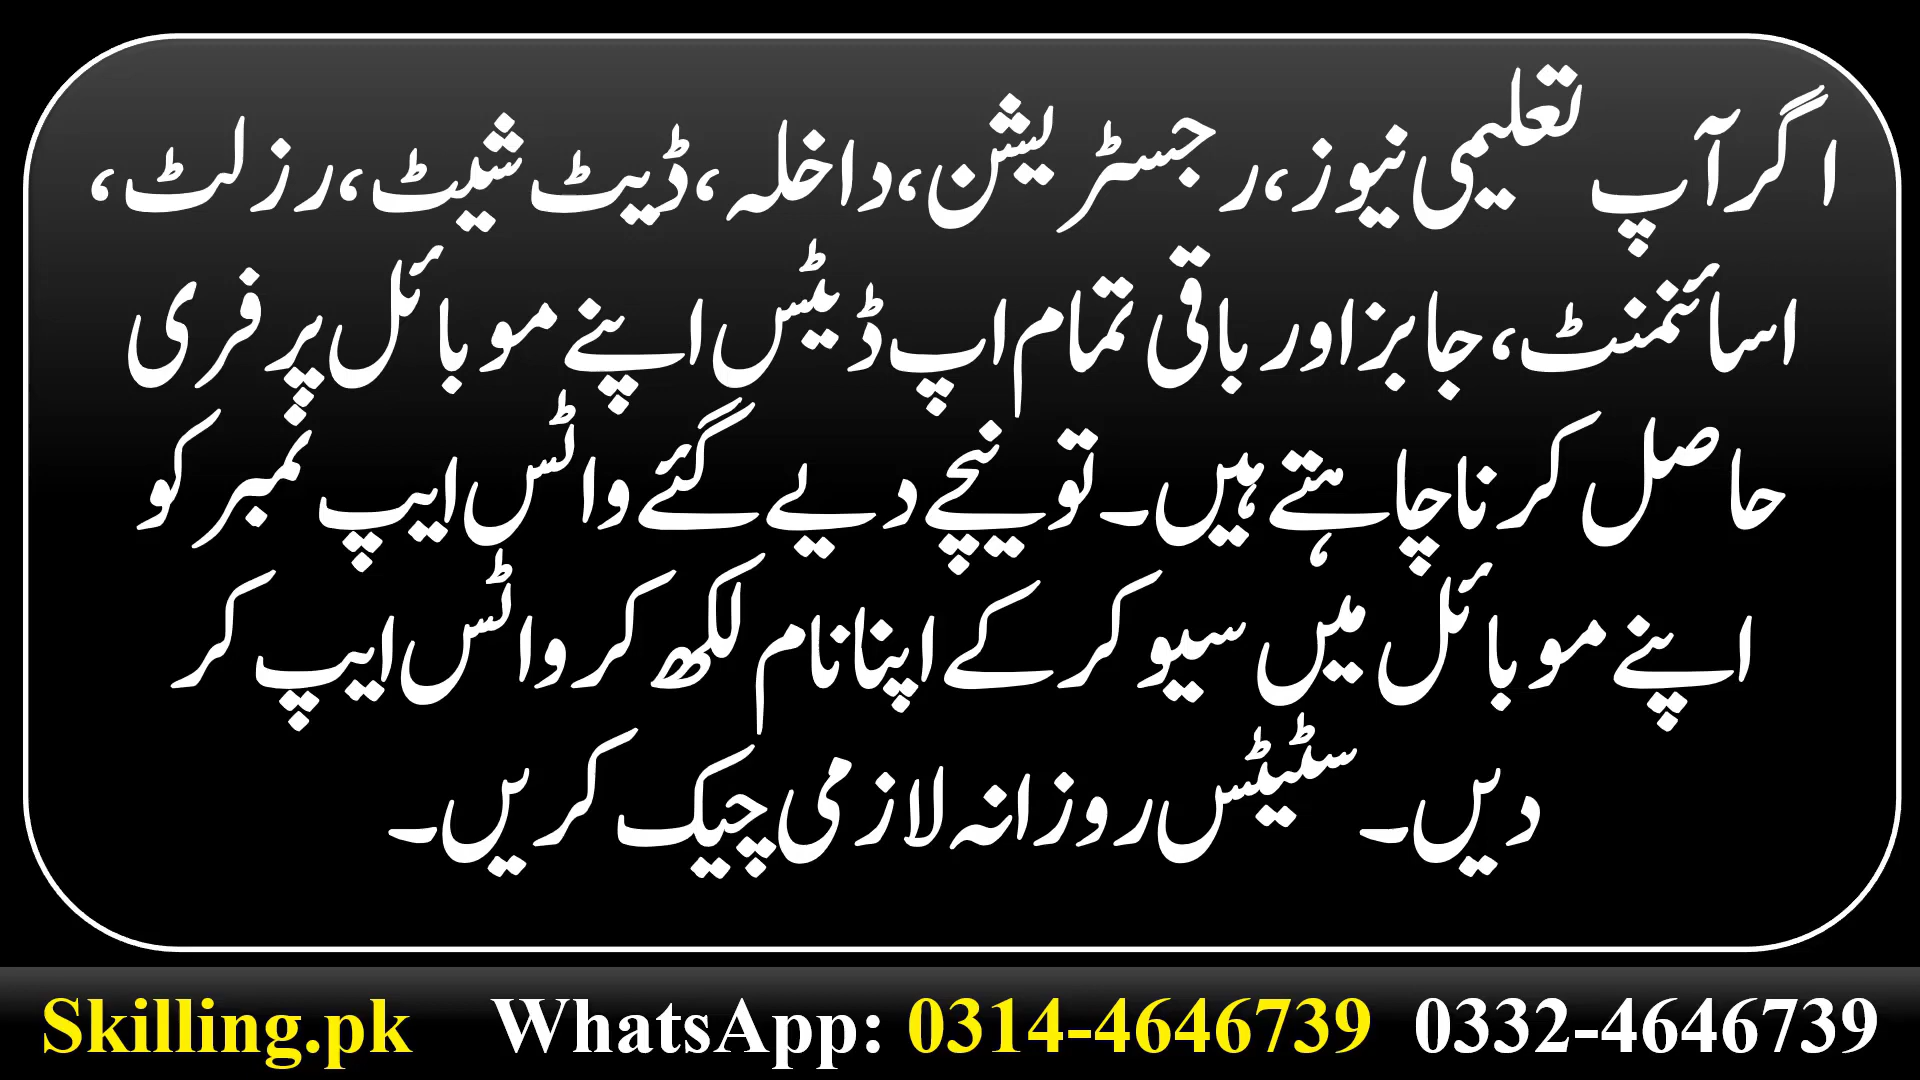 اگر آپ تعلیمی نیوز، رجسٹریشن، داخلہ، ڈیٹ شیٹ، رزلٹ،
اسائنمنٹ، جابز اور باقی تمام اپ ڈیٹس اپنے موبائل پر فری
حاصل کرنا چاہتے ہیں۔ تو نیچے دیے گئے واٹس ایپ نمبر کو
اپنے موبائل میں سیو کر کے اپنا نام لکھ کر واٹس ایپ کر
دیں۔ سٹیٹس روزانہ لازمی چیک کریں۔
Skilling.pk WhatsApp: 0314-4646739 0332-4646739